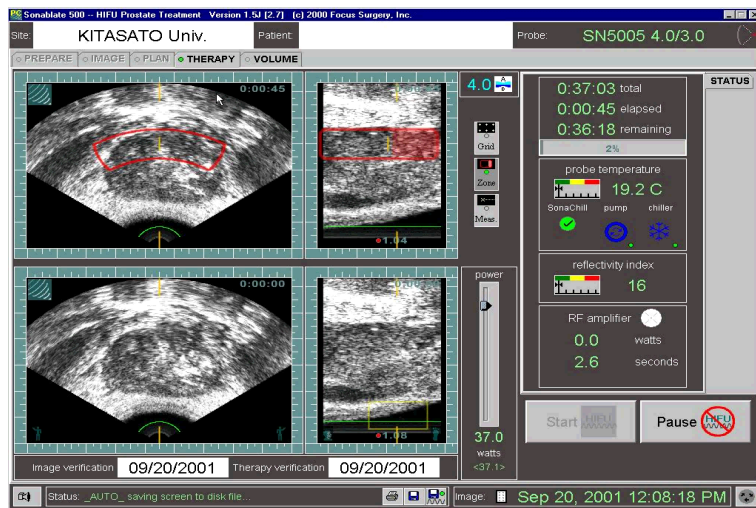 Sonablate 500 -- HIFU Prostate Treatment Version 1.5J [2.7] (c) 2000 Focus Surgery, Inc.
Site: KITASATO Univ. Patient: Probe: SN5005 4.0/3.0
PREPARE IMAGE PLAN THERAPY VOLUME
STATUS
0:00:45
4.0
Grid
Zone
Meas.
1.04
0:37:03 total
0:00:45 elapsed
0:36:18 remaining
2%
probe temperature
19.2 C
SonaChill pump chiller
reflectivity index
16
RF amplifier
0.0 watts
2.6 seconds
0:00:00
1.08
power
37.0
watts
<37.1>
Start HIFU
Pause HIFU
Image verification 09/20/2001 Therapy verification 09/20/2001
Status: _AUTO_ saving screen to disk file...
Image: Sep 20, 2001 12:08:18 PM